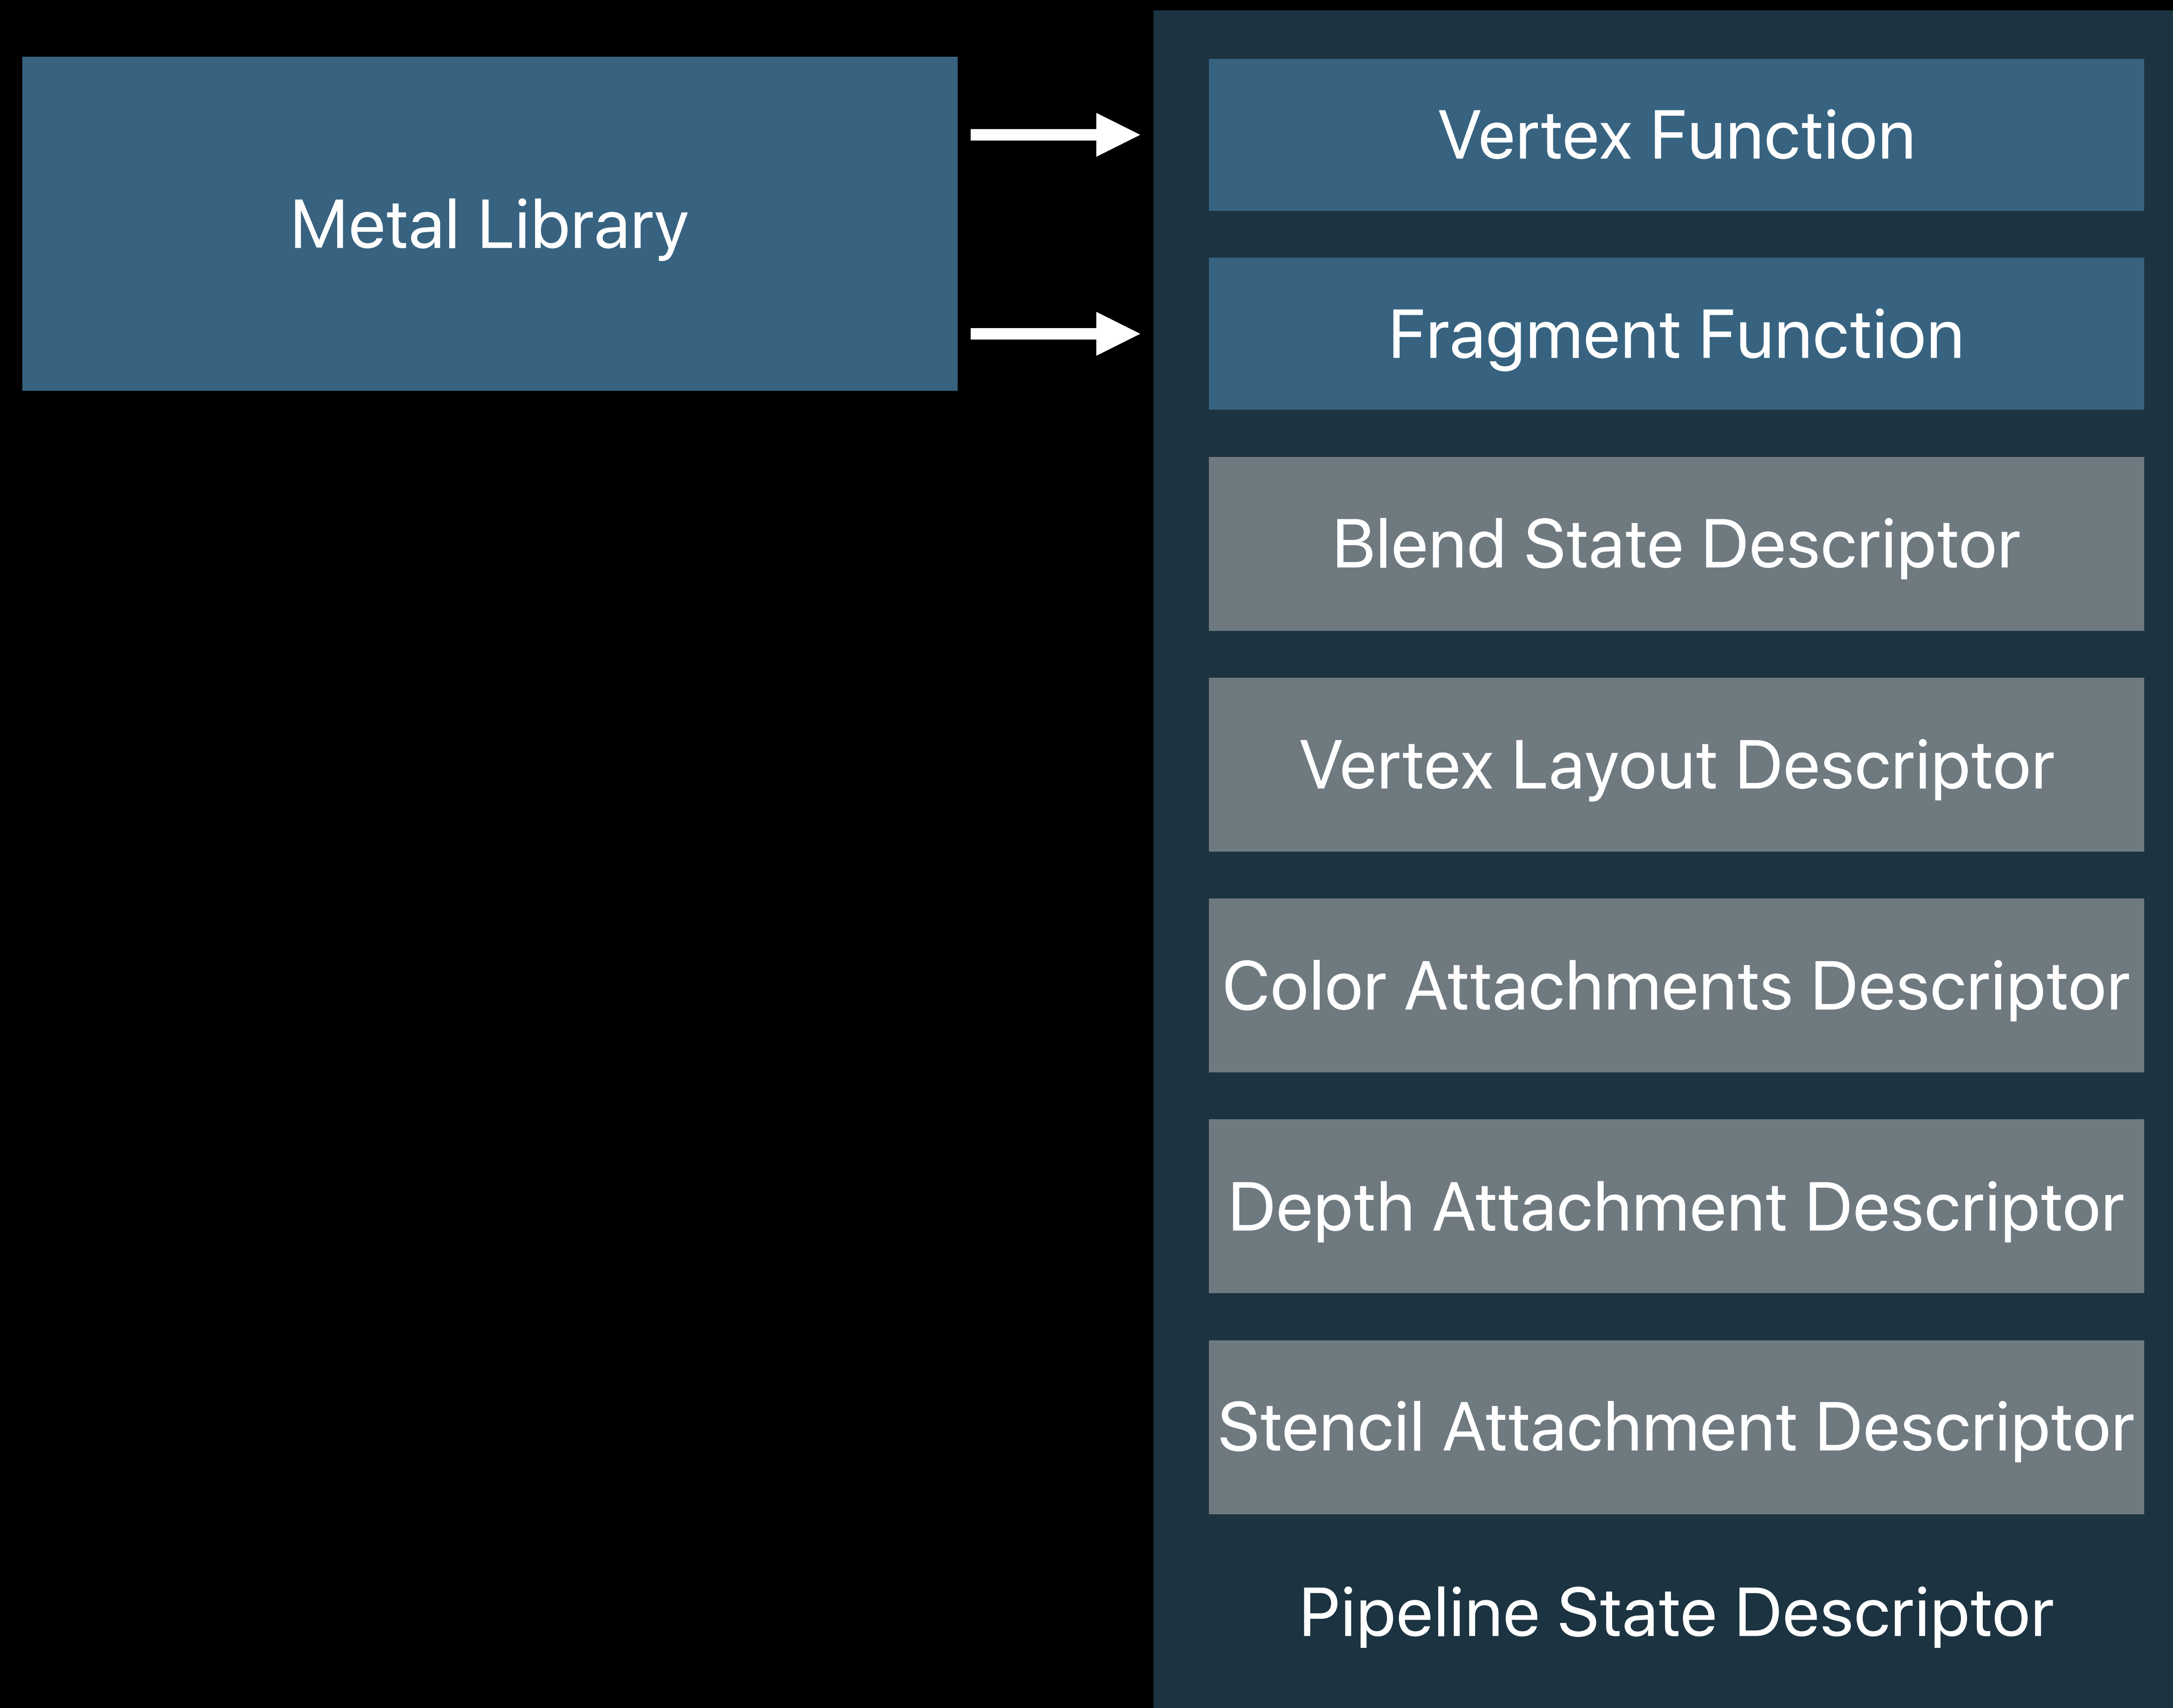 Metal Library
Vertex Function
Fragment Function
Blend State Descriptor
Vertex Layout Descriptor
Color Attachments Descriptor
Depth Attachment Descriptor
Stencil Attachment Descriptor
Pipeline State Descriptor